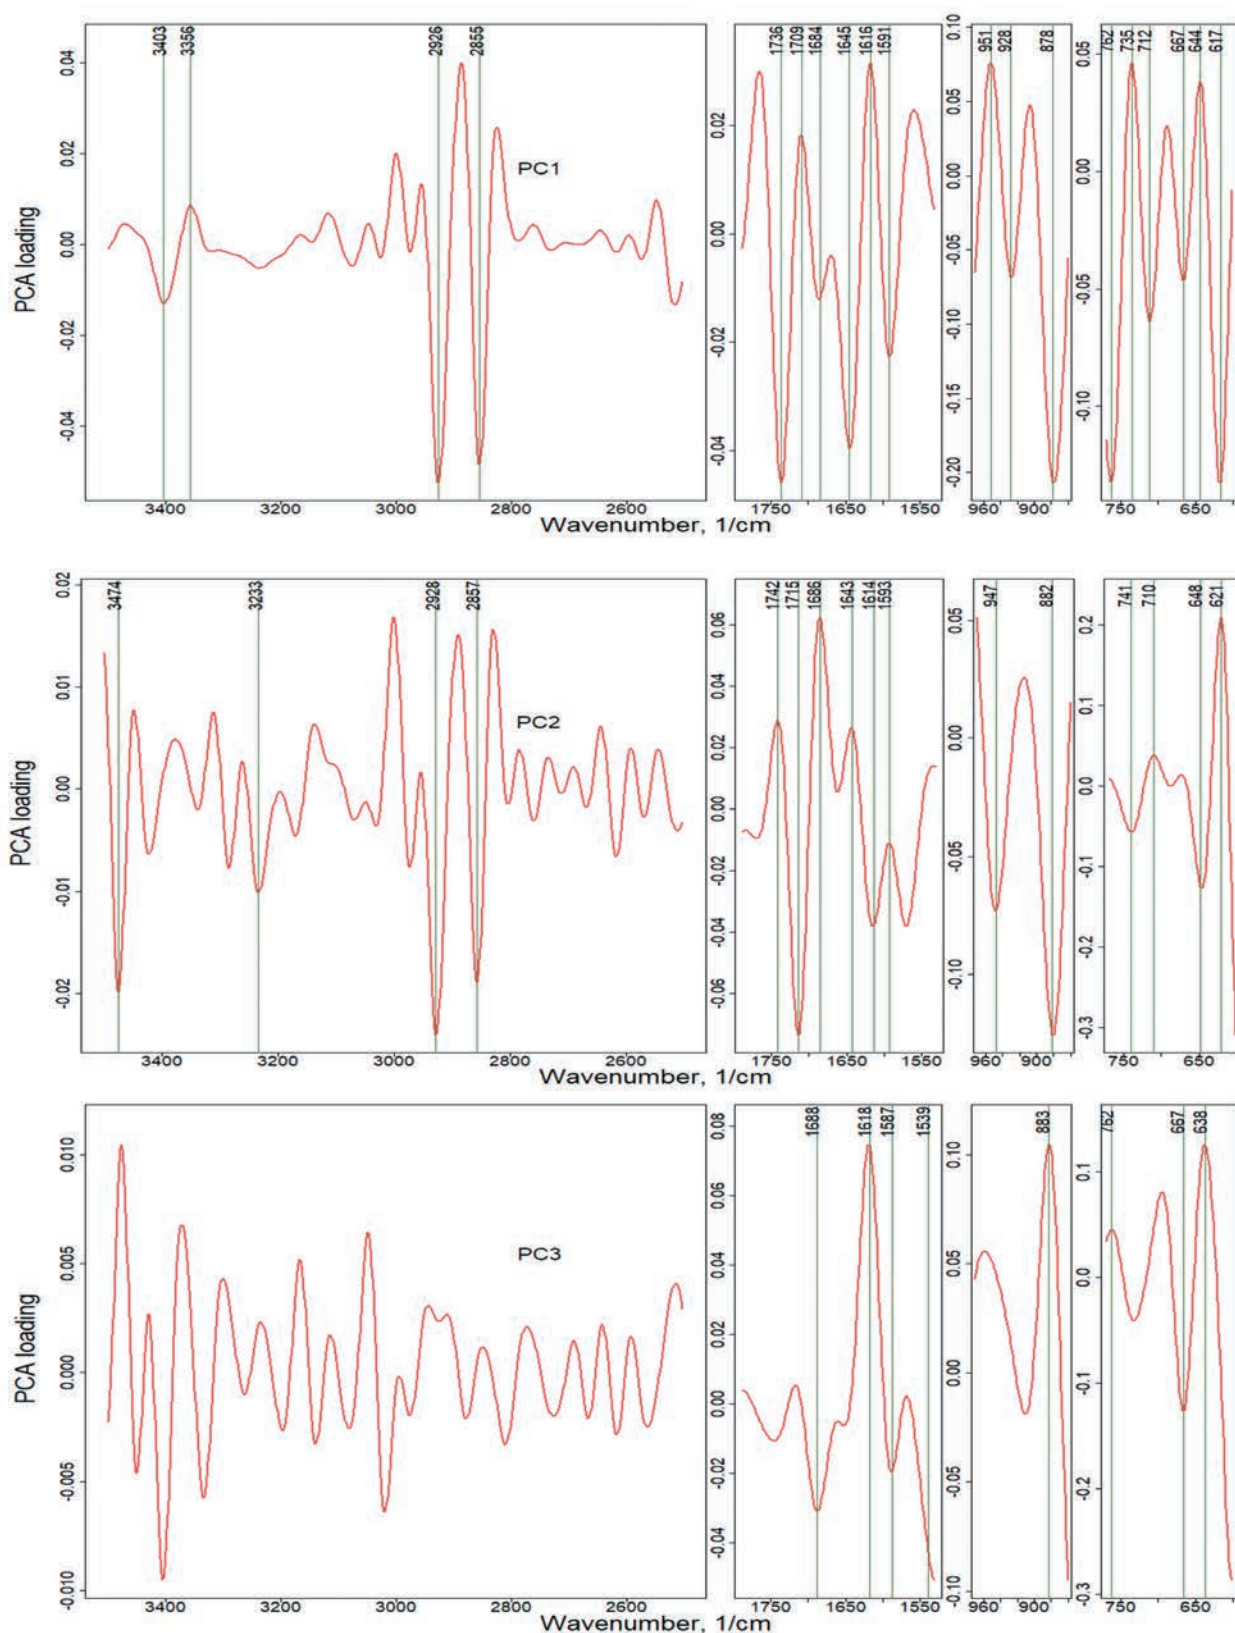 3403 3356 2926 2855 1736 1709 1684 1645 1616 1591 951 928 878 762 735 712 667 644 617
PCA loading
0.04 0.02 0.00 -0.02 -0.04
PC1
0.02 0.00 -0.02 -0.04
0.10 0.05 0.00 -0.05 -0.10 -0.15 -0.20
0.05 0.00 -0.05 -0.10
3400 3200 3000 2800 2600 1750 1650 1550 960 900 750 650
Wavenumber, 1/cm
3474 3233 2928 2857 1742 1715 1686 1643 1614 1593 947 882 741 710 648 621
PCA loading
0.02 0.01 0.00 -0.01 -0.02
PC2
0.06 0.04 0.02 0.00 -0.02 -0.04 -0.06
0.05 0.00 -0.05 -0.10
0.2 0.1 0.0 -0.1 -0.2 -0.3
3400 3200 3000 2800 2600 1750 1650 1550 960 900 750 650
Wavenumber, 1/cm
1688 1618 1587 1539 883 762 667 638
PCA loading
0.010 0.005 0.000 -0.005 -0.010
PC3
0.08 0.06 0.04 0.02 0.00 -0.02 -0.04
0.10 0.05 0.00 -0.05 -0.10
0.1 0.0 -0.1 -0.2 -0.3
3400 3200 3000 2800 2600 1750 1650 1550 960 900 750 650
Wavenumber, 1/cm